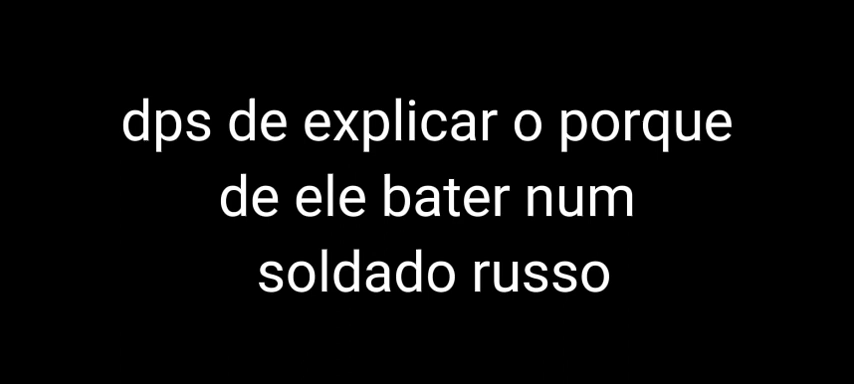 dps de explicar o porque
de ele bater num
soldado russo